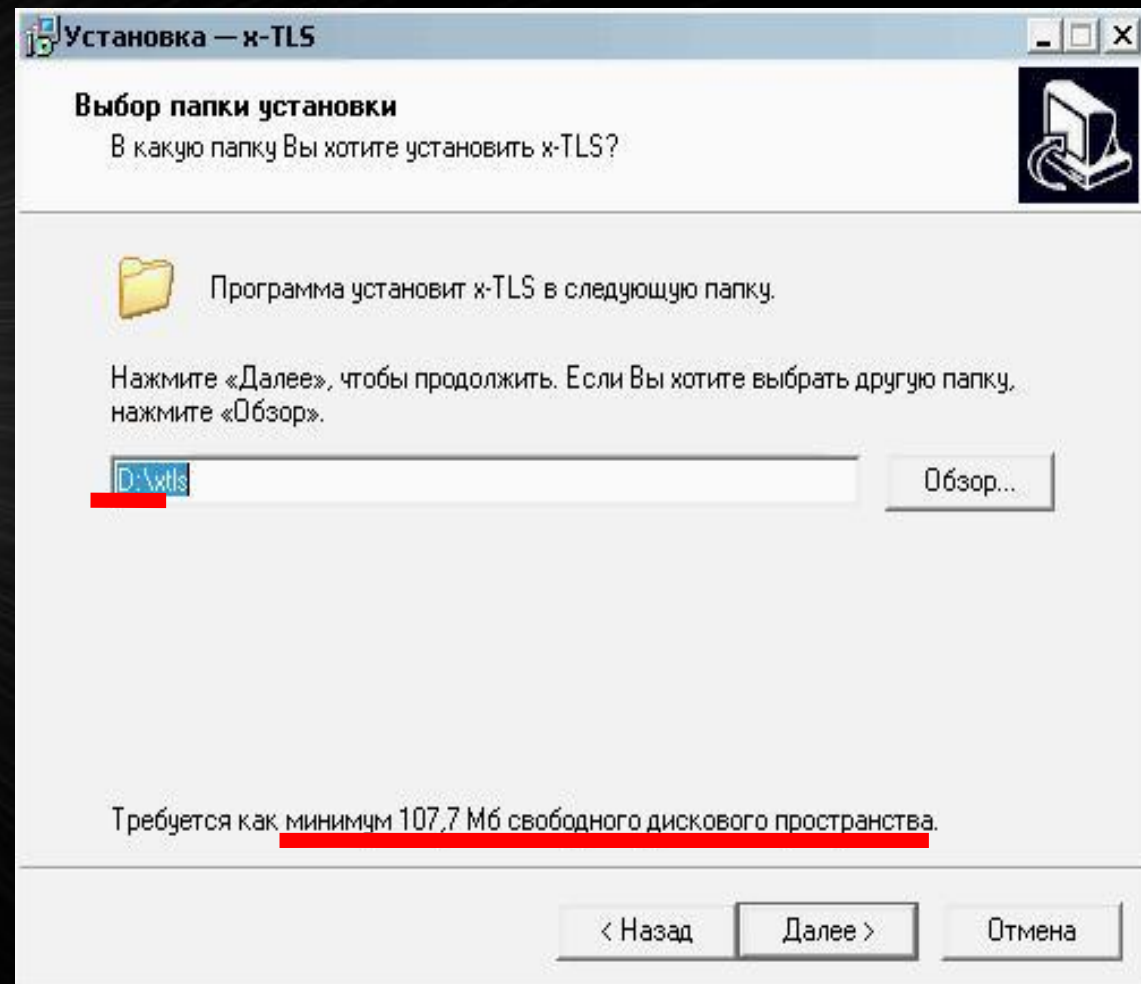 Установка — x-TLS
Выбор папки установки
В какую папку Вы хотите установить x-TLS?
Программа установит x-TLS в следующую папку.
Нажмите «Далее», чтобы продолжить. Если Вы хотите выбрать другую папку,
нажмите «Обзор».
D:\xtls
Обзор...
Требуется как минимум 107,7 Мб свободного дискового пространства.
< Назад
Далее >
Отмена